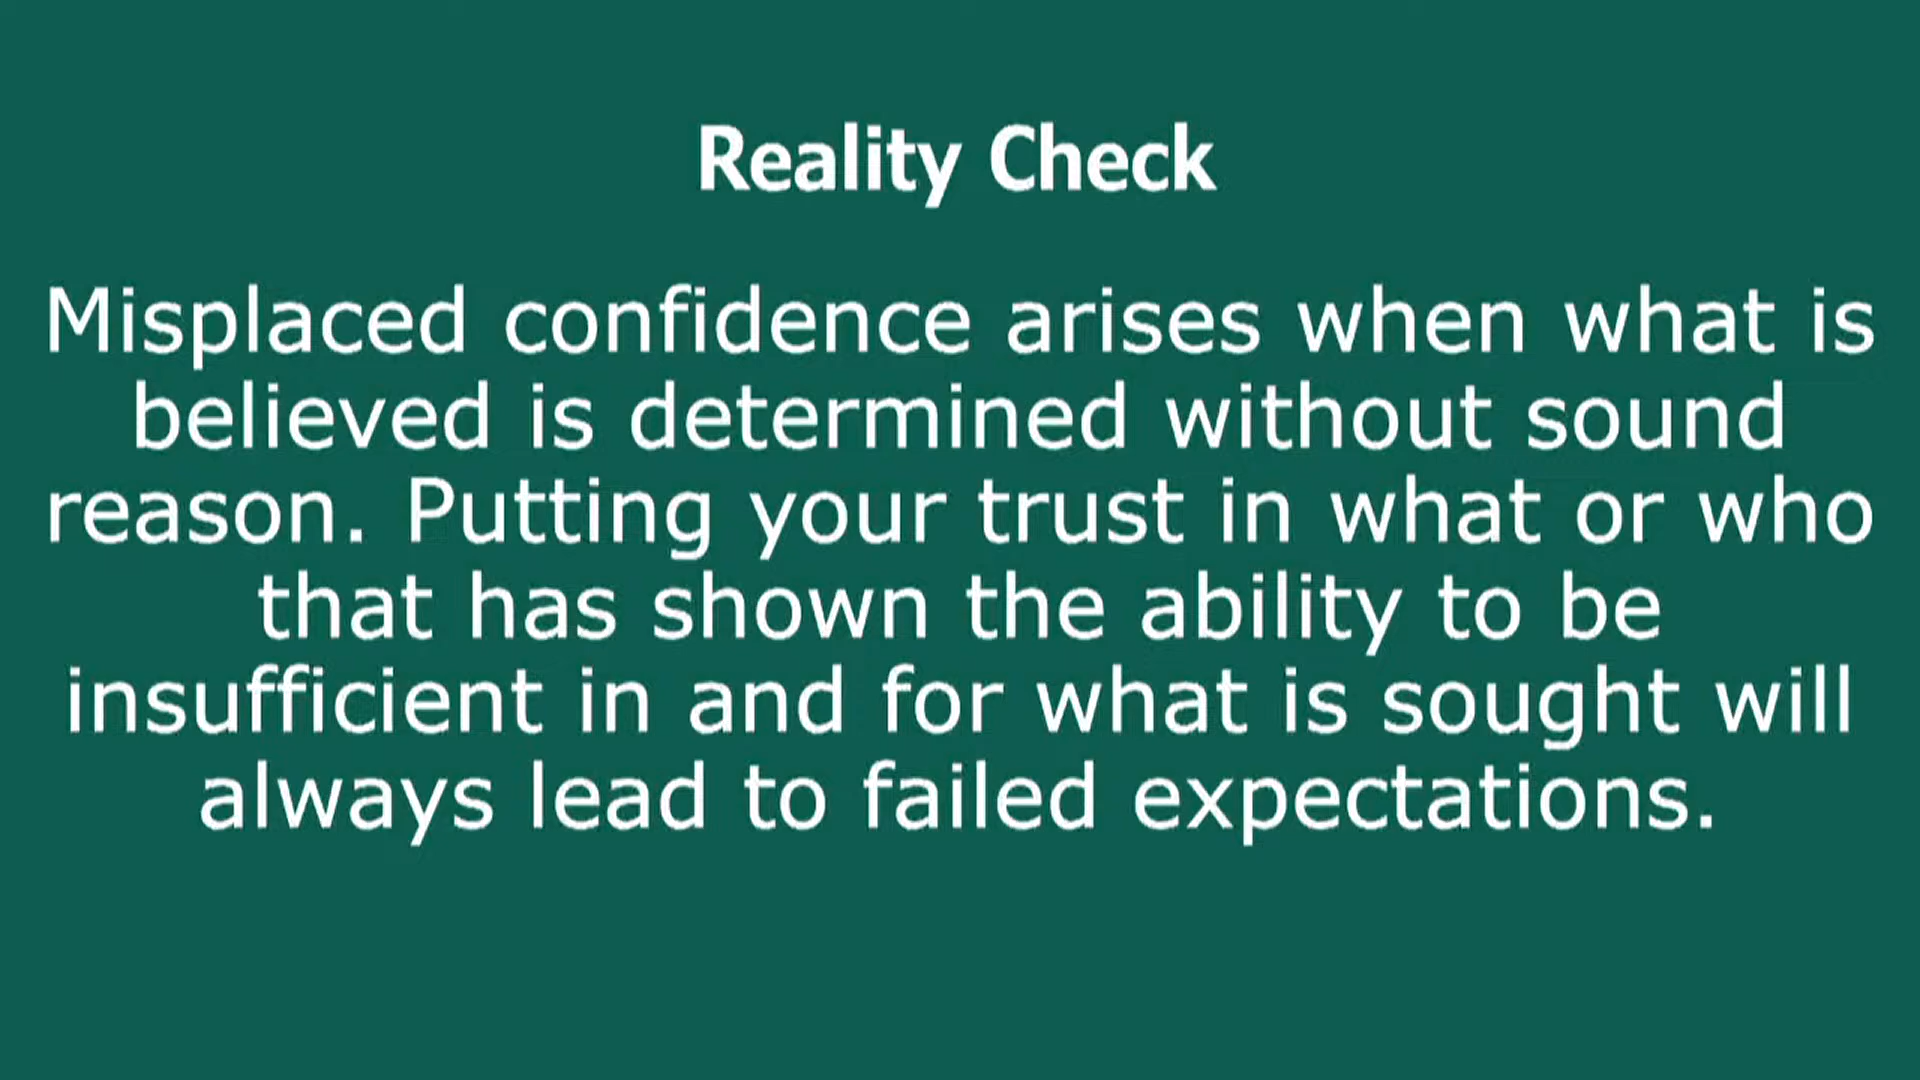 Reality Check
Misplaced confidence arises when what is
believed is determined without sound
reason. Putting your trust in what or who
that has shown the ability to be
insufficient in and for what is sought will
always lead to failed expectations.